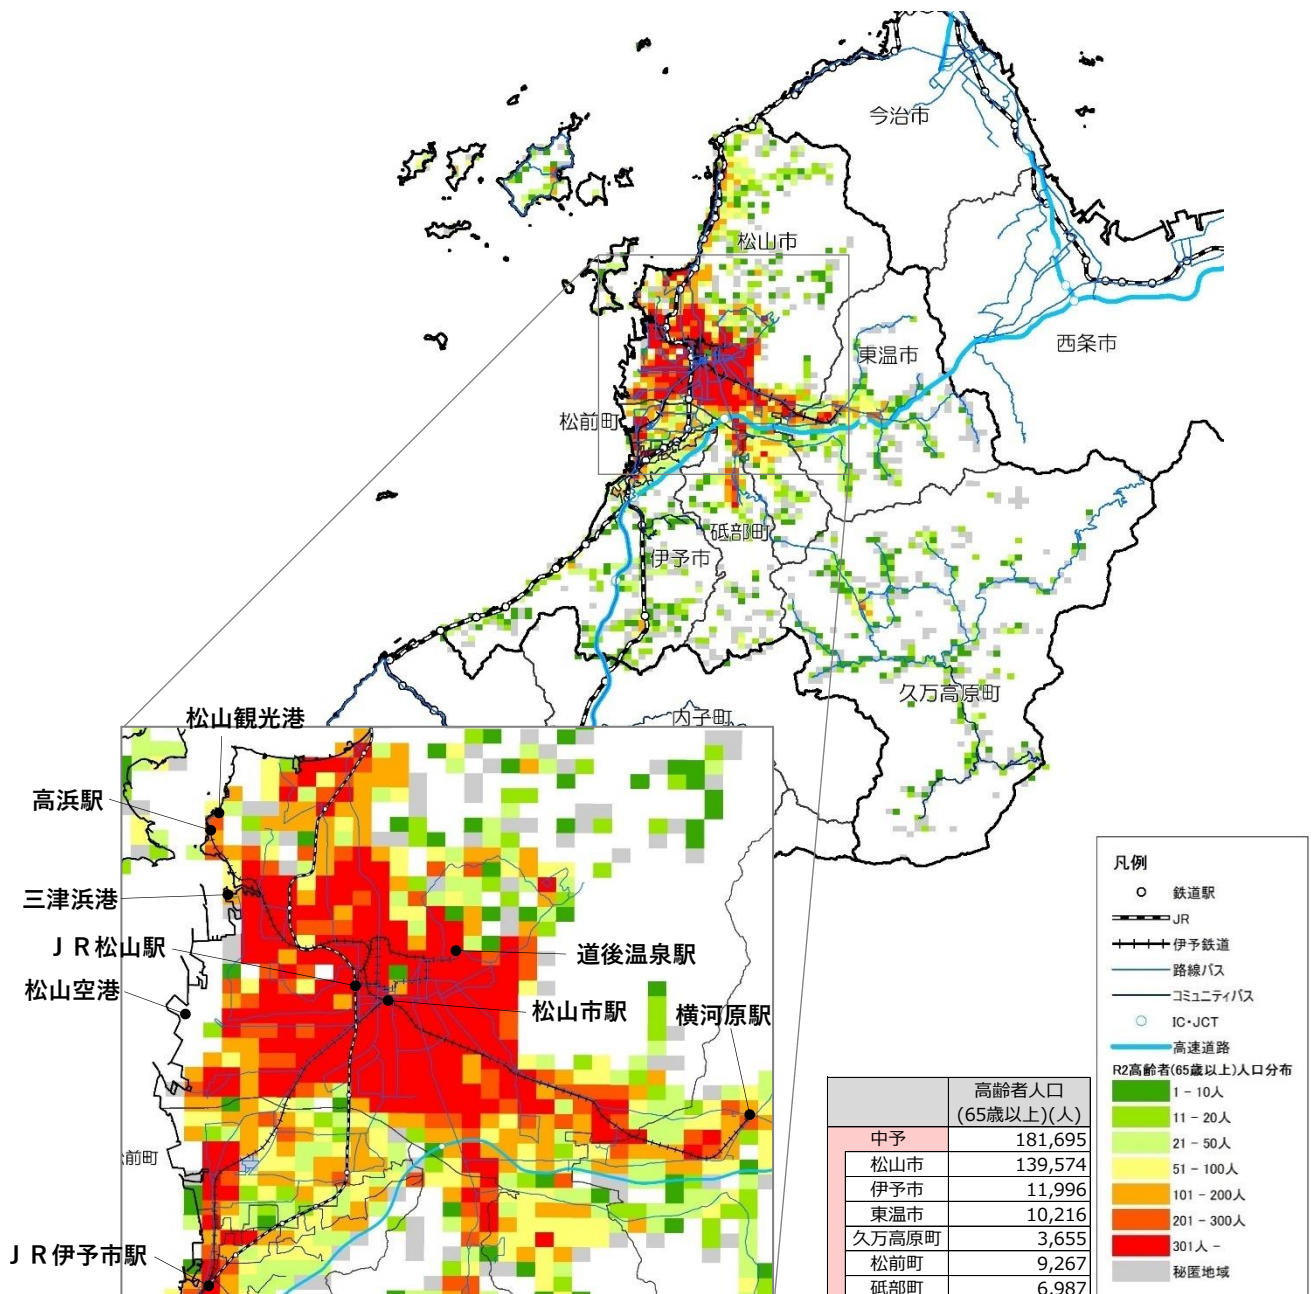 今治市
松山市
東温市
西条市
松前町
砥部町
伊予市
久万高原町
内子町
松山観光港
高浜駅
三津浜港
ＪＲ松山駅
道後温泉駅
松山空港
松山市駅
横河原駅
前町
ＪＲ伊予市駅
高齢者人口
(65歳以上)(人)
中予 181,695
松山市 139,574
伊予市 11,996
東温市 10,216
久万高原町 3,655
松前町 9,267
砥部町 6,987
凡例
鉄道駅
JR
伊予鉄道
路線バス
コミュニティバス
IC・JCT
高速道路
R2高齢者(65歳以上)人口分布
1 - 10人
11 - 20人
21 - 50人
51 - 100人
101 - 200人
201 - 300人
301人 -
秘匿地域